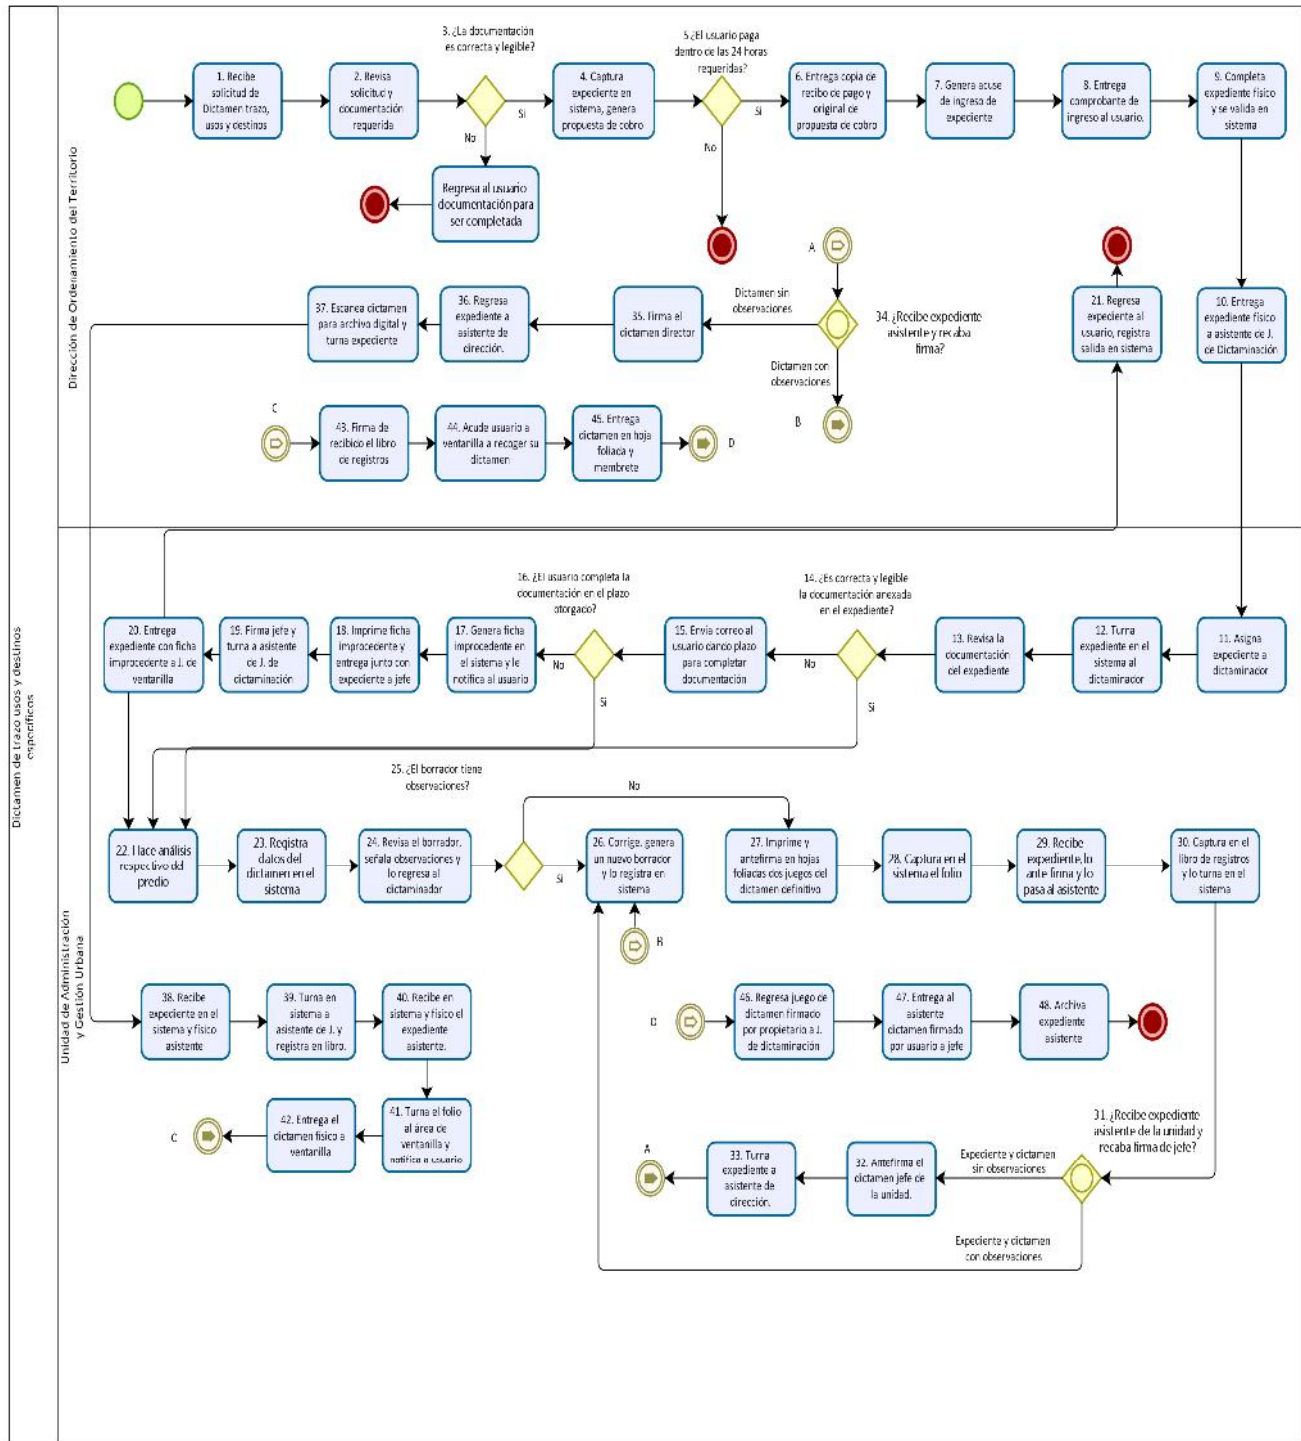 Dictamen de trazo usos y destinos
específicos
Dirección de Ordenamiento del Territorio
3. ¿La documentación
es correcta y legible?
5 ¿El usuario paga
dentro de las 24 horas
requeridas?
1. Recibe
solicitud de
Dictamen trazo,
usos y destinos
2. Revisa
solicitud y
documentación
requerida
Si
4. Captura
expediente en
sistema, genera
propuesta de cobro
Si
6. Entrega copia de
recibo de pago y
original de
propuesta de cobro
7. Genera acuse
de ingreso de
expediente
8. Entrega
comprobante de
ingreso al usuario.
9. Completa
expediente físico
y se valida en
sistema
No
No
Regresa al usuario
documentación para
ser completada
A
37. Escanea dictamen
para archivo digital y
turna expediente
36. Regresa
expediente a
asistente de
dirección.
35. Firma el
dictamen director
Dictamen sin
observaciones
34. ¿Recibe expediente
asistente y recaba
firma?
21. Regresa
expediente al
usuario, registra
salida en sistema
10. Entrega
expediente físico
a asistente de J.
de Dictaminación
Dictamen con
observaciones
B
C
43. Firma de
recibido el libro
de registros
44. Acude usuario a
ventanilla a recoger su
dictamen
45. Entrega
dictamen en hoja
foliada y
membrete
D
Unidad de Administración
y Gestión Urbana
16. ¿El usuario completa la
documentación en el plazo
otorgado?
14. ¿Es correcta y legible
la documentación anexada
en el expediente?
20. Entrega
expediente con ficha
improcedente a J. de
ventanilla
19. Firma jefe y
turna a asistente
de J. de
dictaminación
18. Imprime ficha
improcedente y
entrega junto con
expediente a jefe
17. Genera ficha
improcedente en
el sistema y le
notifica al usuario
No
15. Envía correo al
usuario dando plazo
para completar
documentación
No
13. Revisa la
documentación
del expediente
12. Turna
expediente en el
sistema al
dictaminador
11. Asigna
expediente a
dictaminador
Si
Si
25. ¿El borrador tiene
observaciones?
No
22. Hace análisis
respectivo del
predio
23. Registra
datos del
dictamen en el
sistema
24. Revisa el borrador,
señala observaciones y
lo regresa al
dictaminador
Si
26. Corrige, genera
un nuevo borrador
y lo registra en
sistema
27. Imprime y
antefirma en hojas
foliadas dos juegos del
dictamen definitivo
28. Captura en el
sistema el folio
29. Recibe
expediente, lo
ante firma y lo
pasa al asistente
30. Captura en el
libro de registros
y lo turna en el
sistema
B
38. Recibe
expediente en el
sistema y físico
asistente
39. Turna en
sistema a
asistente de J. y
registra en libro.
40. Recibe en
sistema y físico el
expediente
asistente.
D
46. Regresa juego de
dictamen firmado
por propietario a J.
de dictaminación
47. Entrega al
asistente
dictamen firmado
por usuario a jefe
48. Archiva
expediente
asistente
C
42. Entrega el
dictamen físico a
ventanilla
41. Turna el folio
al área de
ventanilla y
notifica a usuario
31. ¿Recibe expediente
asistente de la unidad y
recaba firma de jefe?
A
33. Turna
expediente a
asistente de
dirección.
32. Antefirma el
dictamen jefe de
la unidad.
Expediente y dictamen
sin observaciones
Expediente y dictamen
con observaciones